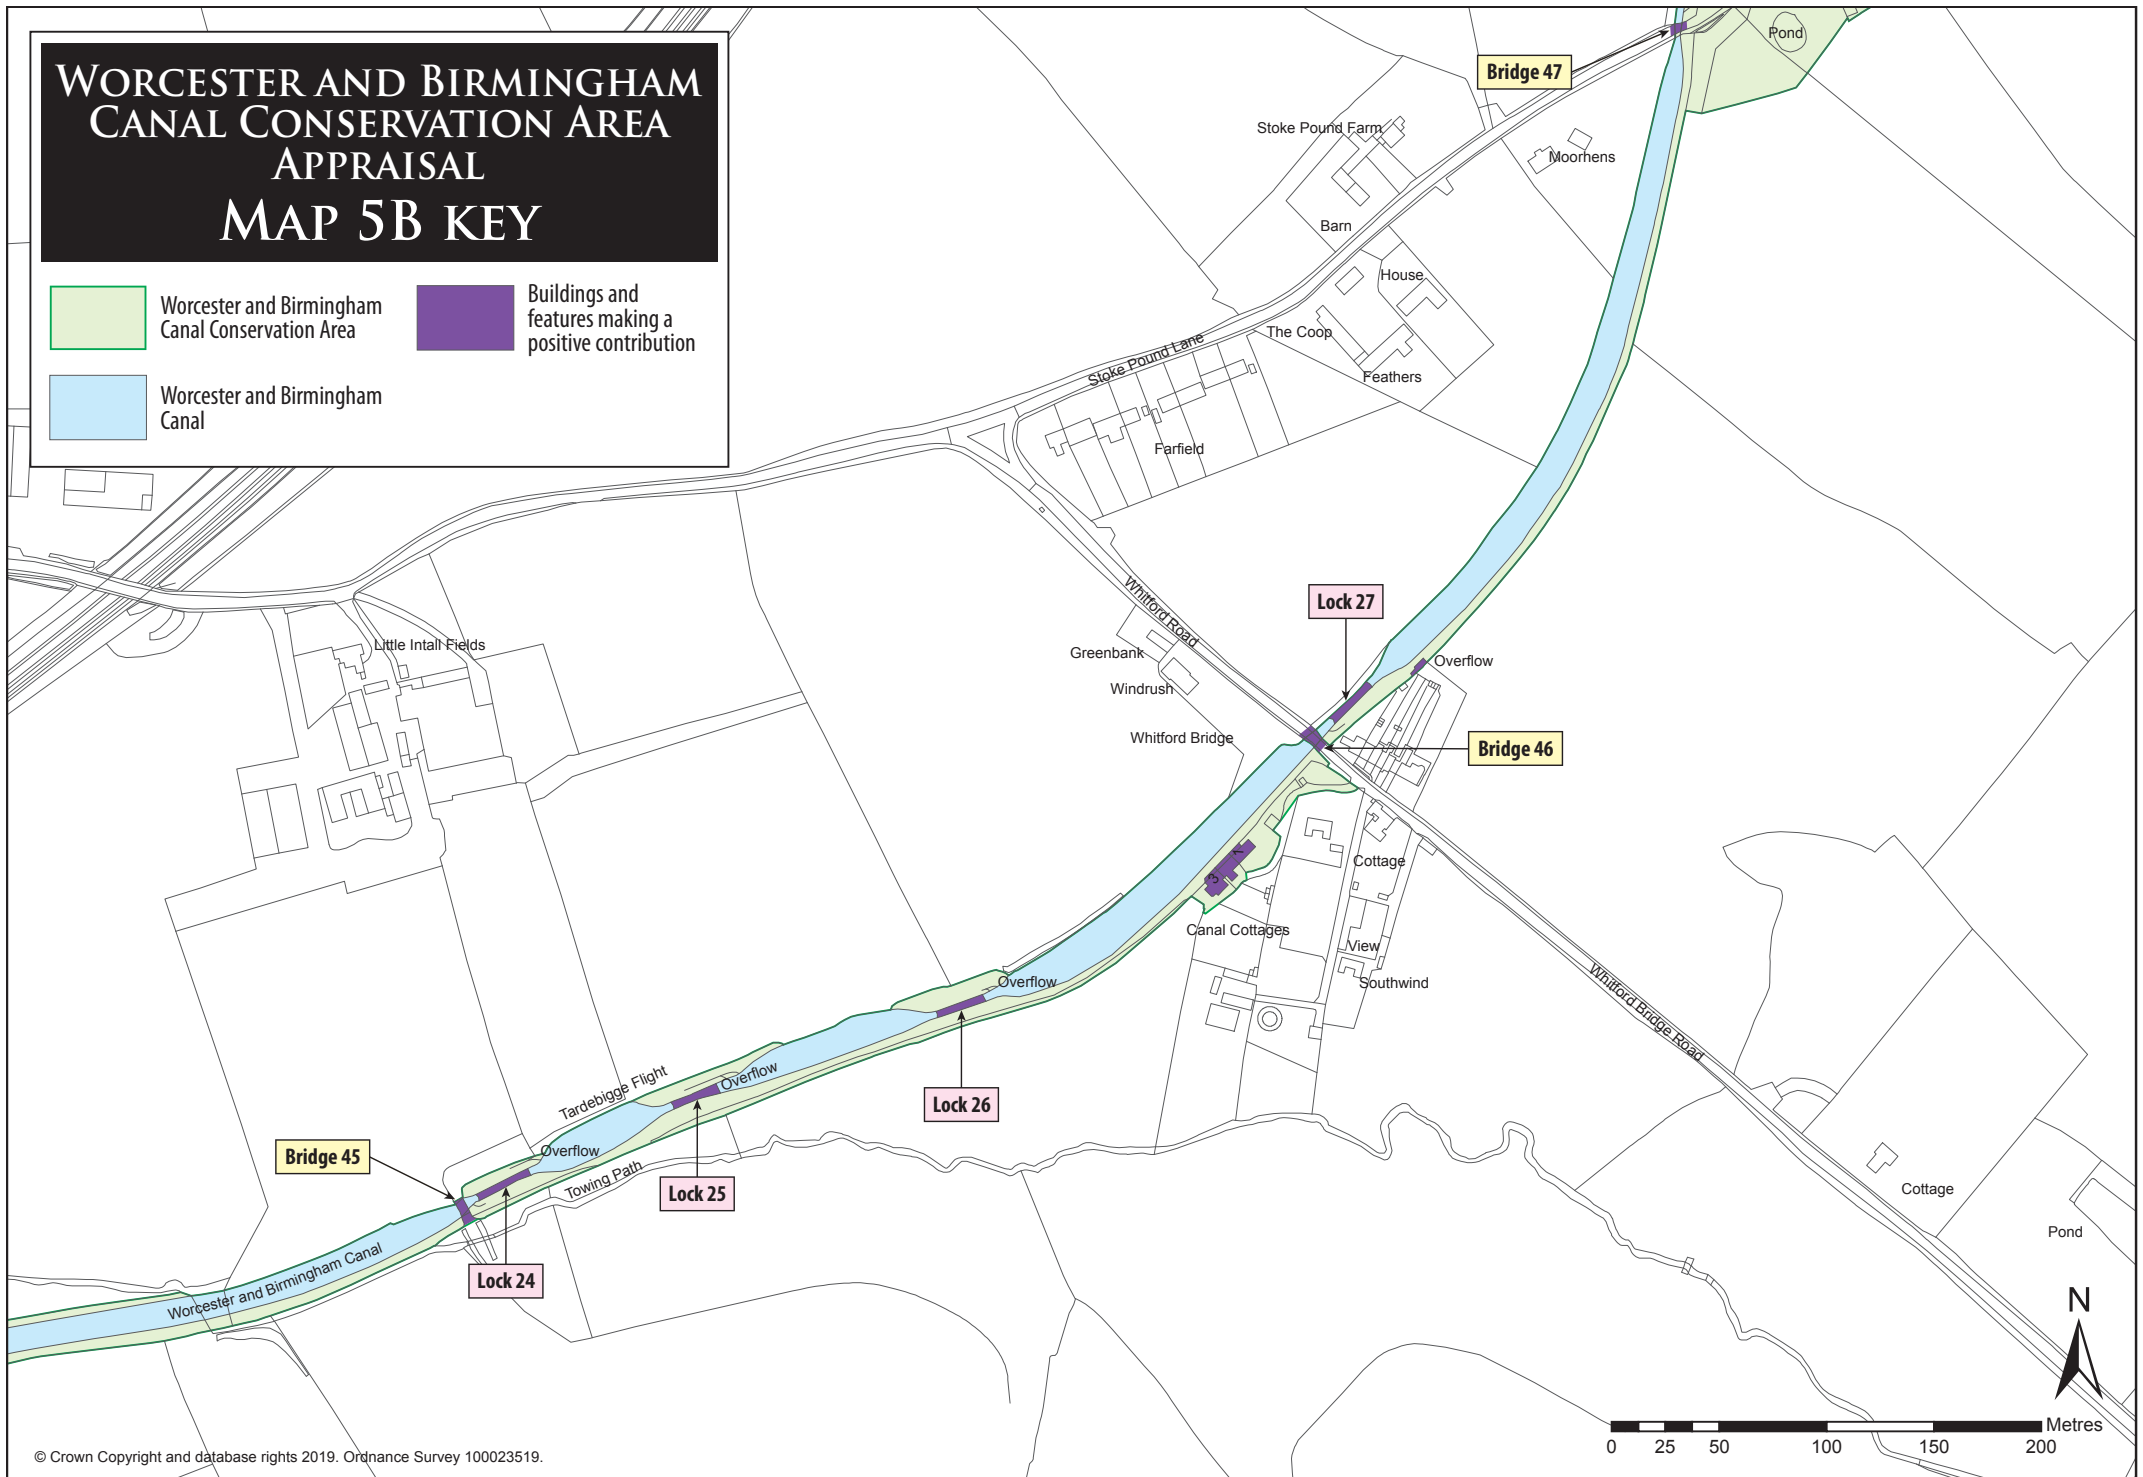 WORCESTER AND BIRMINGHAM
CANAL CONSERVATION AREA
APPRAISAL
MAP 5B KEY
Worcester and Birmingham
Canal Conservation Area
Buildings and
features making a
positive contribution
Worcester and Birmingham
Canal
Bridge 47
Pond
Stoke Pound Farm
Moorhens
Barn
House
The Coop
Stoke Pound Lane
Feathers
Farfield
Whitford Road
Lock 27
Little Intall Fields
Greenbank
Overflow
Windrush
Whitford Bridge
Bridge 46
1
3
Cottage
Canal Cottages
View
Southwind
Overflow
Whitford Bridge Road
Overflow
Tardebigge Flight
Lock 26
Bridge 45
Overflow
Towing Path
Lock 25
Cottage
Pond
Worcester and Birmingham Canal
Lock 24
N
Metres
0 25 50 100 150 200
© Crown Copyright and database rights 2019. Ordnance Survey 100023519.